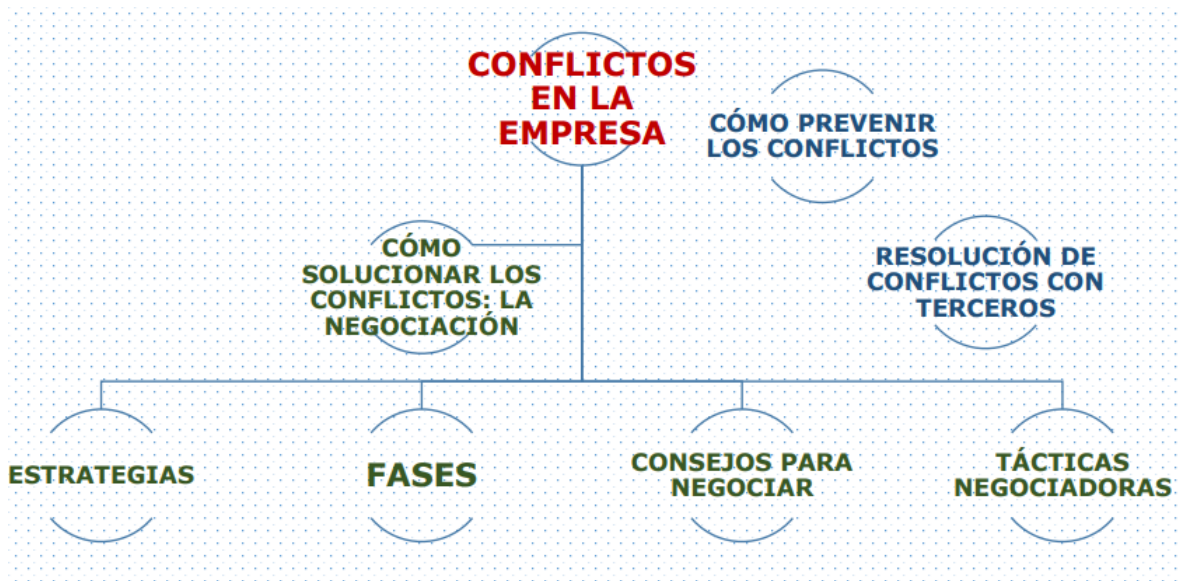 CONFLICTOS
EN LA
EMPRESA
CÓMO PREVENIR
LOS CONFLICTOS
CÓMO
SOLUCIONAR LOS
CONFLICTOS: LA
NEGOCIACIÓN
RESOLUCIÓN DE
CONFLICTOS CON
TERCEROS
ESTRATEGIAS
FASES
CONSEJOS PARA
NEGOCIAR
TÁCTICAS
NEGOCIADORAS